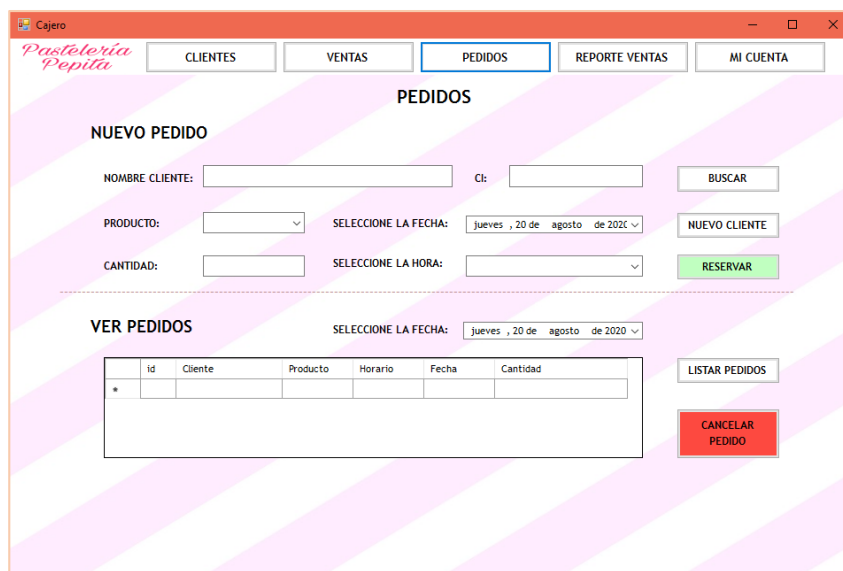 Cajero
Pastelería
Pepita
CLIENTES
VENTAS
PEDIDOS
REPORTE VENTAS
MI CUENTA
PEDIDOS
NUEVO PEDIDO
NOMBRE CLIENTE:
CI:
BUSCAR
PRODUCTO:
SELECCIONE LA FECHA:
jueves , 20 de agosto de 2020
NUEVO CLIENTE
CANTIDAD:
SELECCIONE LA HORA:
RESERVAR
VER PEDIDOS
SELECCIONE LA FECHA:
jueves , 20 de agosto de 2020
id Cliente Producto Horario Fecha Cantidad
*
LISTAR PEDIDOS
CANCELAR
PEDIDO